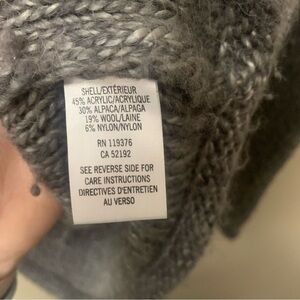 SHELL/EXTÉRIEUR
45% ACRYLIC/ACRYLIQUE
30% ALPACA/ALPAGA
19% WOOL/LAINE
6% NYLON/NYLON
RN 119376
CA 52192
SEE REVERSE SIDE FOR
CARE INSTRUCTIONS
DIRECTIVES D'ENTRETIEN
AU VERSO